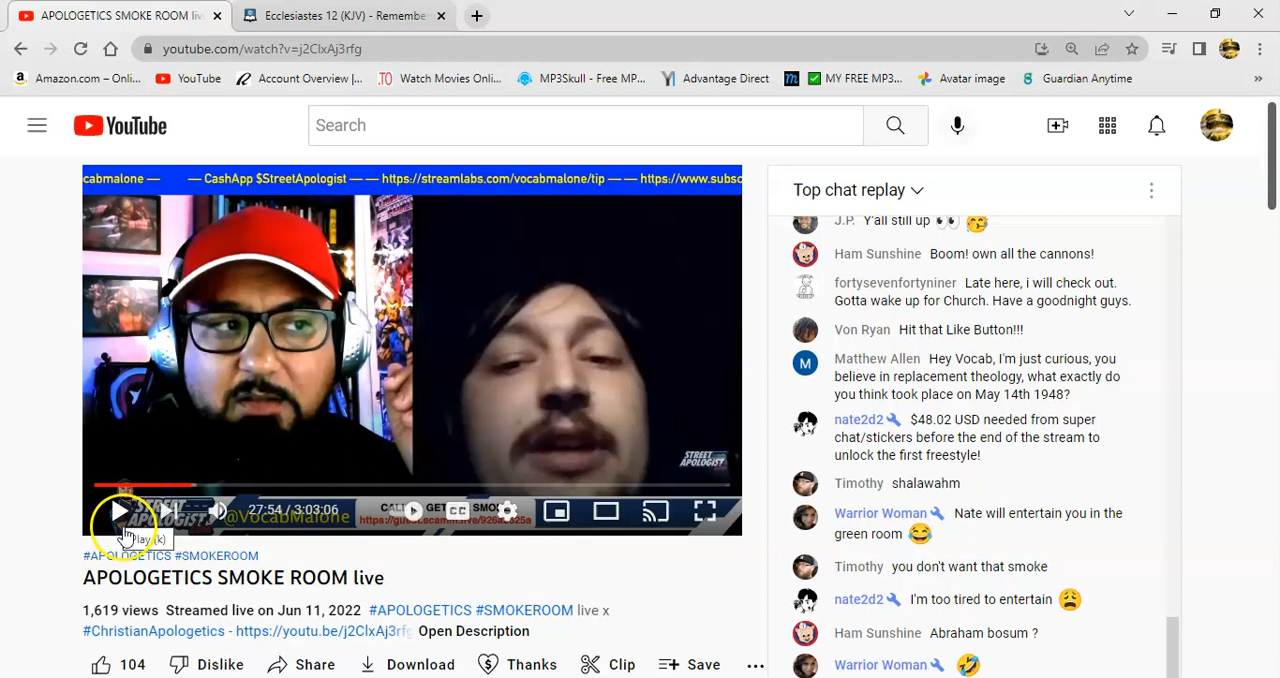 APOLOGETICS SMOKE ROOM liv
Ecclesiastes 12 (KJV) - Remembe
youtube.com/watch?v=j2CIxAj3rfg
Amazon.com – Onli...
YouTube
Account Overview |...
Watch Movies Onli...
MP3Skull - Free MP...
Advantage Direct
MY FREE MP3...
Avatar image
Guardian Anytime
»
YouTube
Search
cabmalone —
— CashApp $StreetApologist — — https://streamlabs.com/vocabmalone/tip — — https://www.subsc
STREET
APOLOGIST
27:54 / 3:03:06
CC
@VocabMalone
Play (k)
#APOLOGETICS #SMOKEROOM
APOLOGETICS SMOKE ROOM live
1,619 views Streamed live on Jun 11, 2022 #APOLOGETICS #SMOKEROOM live x
#ChristianApologetics - https://youtu.be/j2CIxAj3rfg Open Description
104
Dislike
Share
Download
Thanks
Clip
Save
...
Top chat replay
J.P. Y'all still up
Ham Sunshine Boom! own all the cannons!
fortysevenfortyniner Late here, i will check out.
Gotta wake up for Church. Have a goodnight guys.
Von Ryan Hit that Like Button!!!
M
Matthew Allen Hey Vocab, I'm just curious, you
believe in replacement theology, what exactly do
you think took place on May 14th 1948?
nate2d2 $48.02 USD needed from super
chat/stickers before the end of the stream to
unlock the first freestyle!
Timothy shalawahm
Warrior Woman Nate will entertain you in the
green room
Timothy you don't want that smoke
nate2d2 I'm too tired to entertain
Ham Sunshine Abraham bosum ?
Warrior Woman